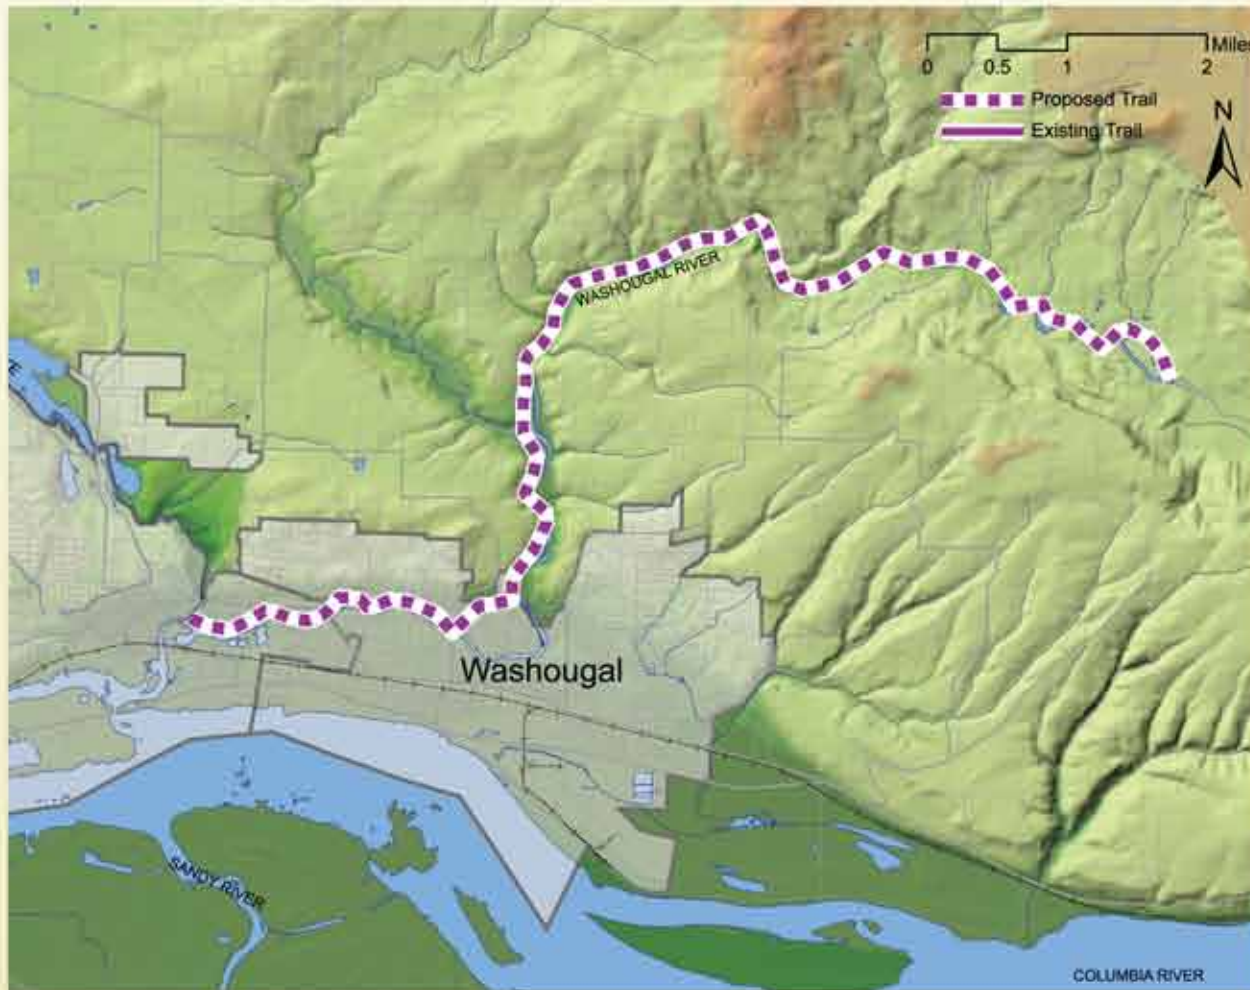 Miles
0 0.5 1 2
Proposed Trail
Existing Trail
N
WASHOUGAL RIVER
Washougal
SANDY RIVER
COLUMBIA RIVER